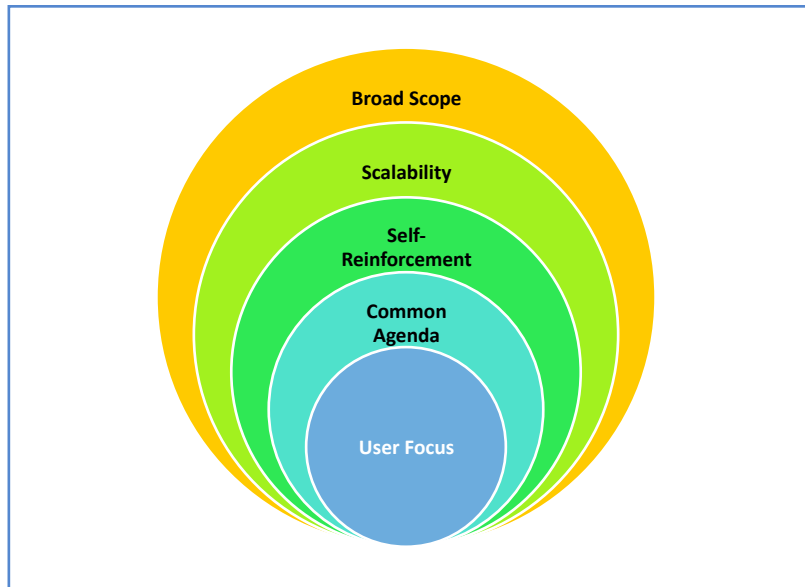 Broad Scope
Scalability
Self-
Reinforcement
Common
Agenda
User Focus